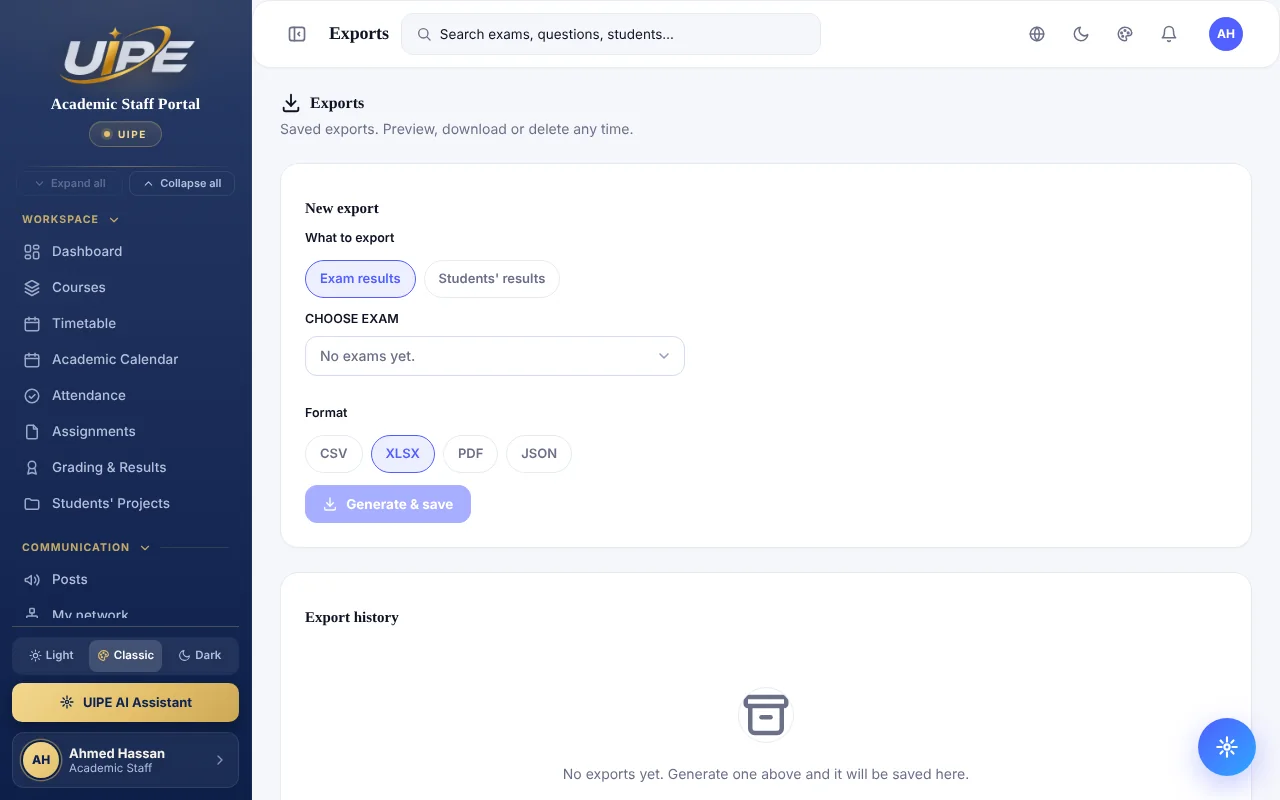 UIPE
Academic Staff Portal
UIPE
Expand all
Collapse all
WORKSPACE
Dashboard
Courses
Timetable
Academic Calendar
Attendance
Assignments
Grading & Results
Students' Projects
COMMUNICATION
Posts
My network
Light
Classic
Dark
UIPE AI Assistant
AH
Ahmed Hassan
Academic Staff
Exports
Search exams, questions, students...
AH
Exports
Saved exports. Preview, download or delete any time.
New export
What to export
Exam results
Students' results
CHOOSE EXAM
No exams yet.
Format
CSV
XLSX
PDF
JSON
Generate & save
Export history
No exports yet. Generate one above and it will be saved here.